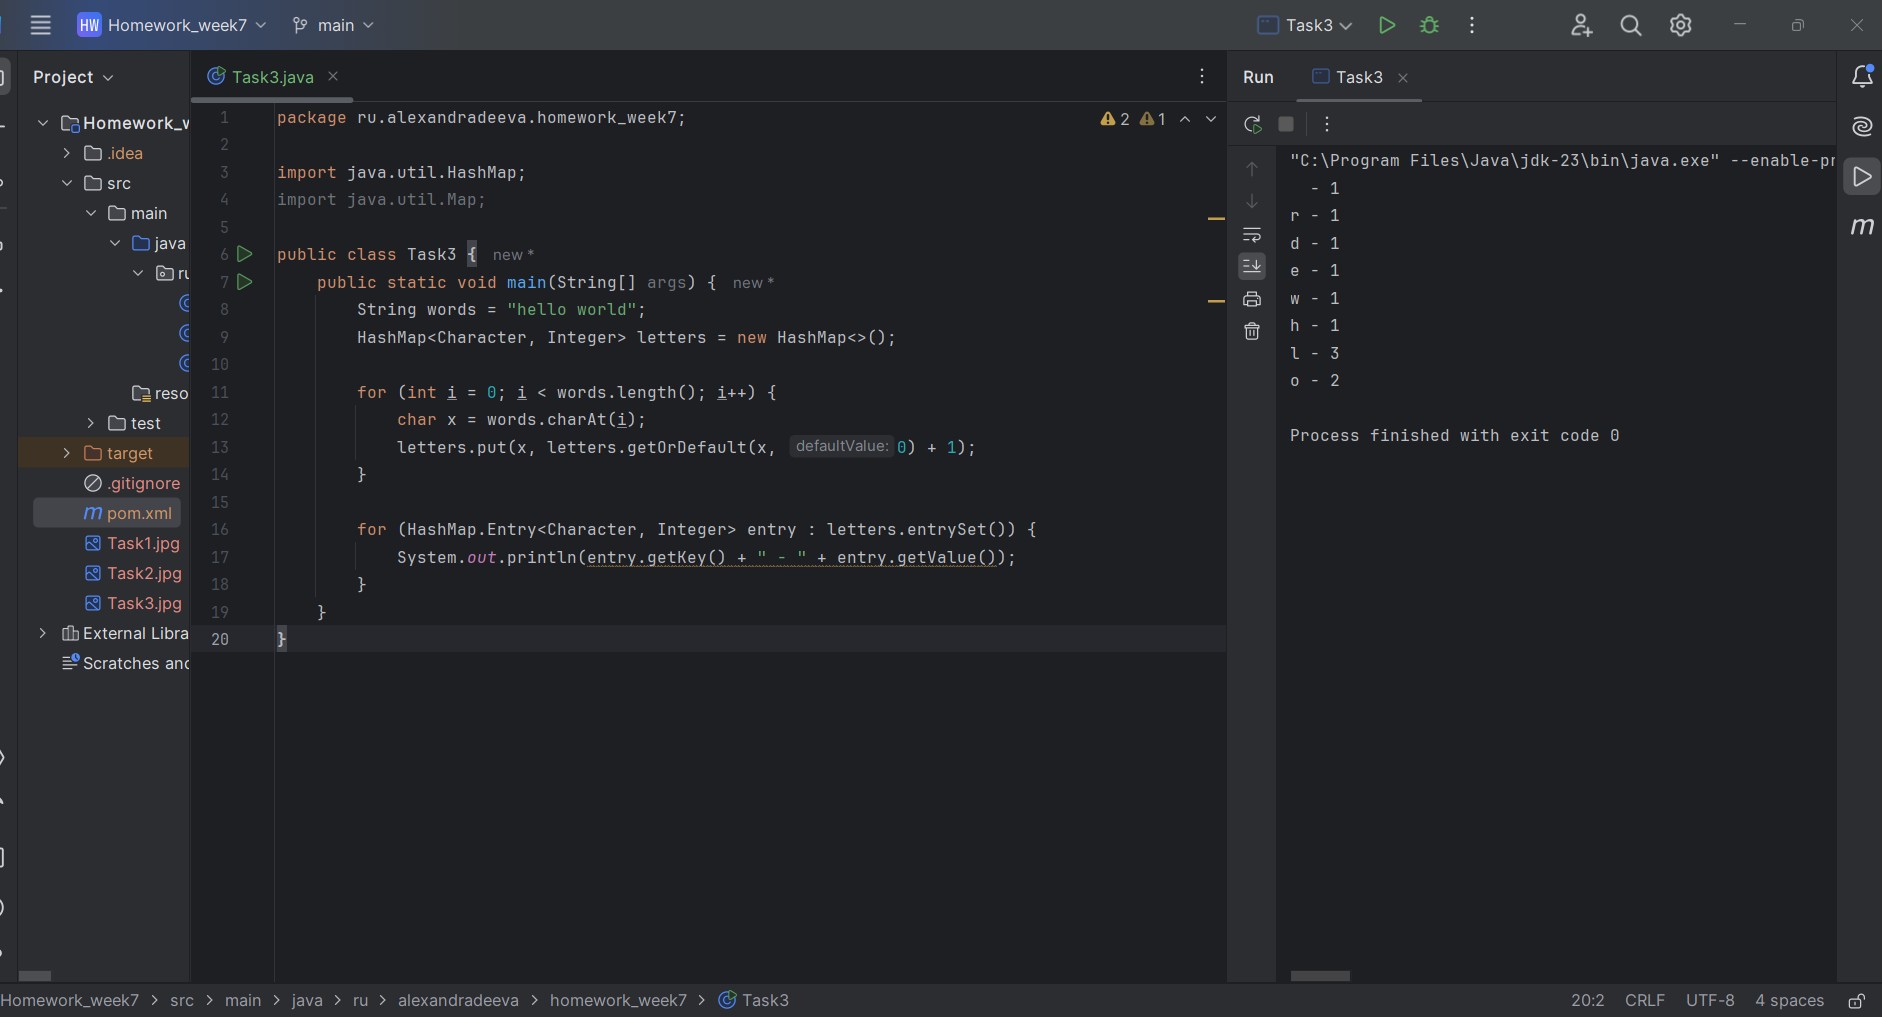 HW Homework_week7 main Task3
Project
Task3.java
Run Task3
Homework_w
.idea
src
main
java
ru
reso
test
target
.gitignore
m pom.xml
Task1.jpg
Task2.jpg
Task3.jpg
External Libra
Scratches and
1 package ru.alexandradeeva.homework_week7;
2 1
2
3 import java.util.HashMap;
4 import java.util.Map;
5
6 public class Task3 { new *
7 public static void main(String[] args) { new *
8 String words = "hello world";
9 HashMap<Character, Integer> letters = new HashMap<>();
10
11 for (int i = 0; i < words.length(); i++) {
12 char x = words.charAt(i);
13 letters.put(x, letters.getOrDefault(x, defaultValue: 0) + 1);
14 }
15
16 for (HashMap.Entry<Character, Integer> entry : letters.entrySet()) {
17 System.out.println(entry.getKey() + " - " + entry.getValue());
18 }
19 }
20 }
"C:\Program Files\Java\jdk-23\bin\java.exe" --enable-pr
- 1
r - 1
d - 1
e - 1
w - 1
h - 1
l - 3
o - 2
Process finished with exit code 0
m
Homework_week7 > src > main > java > ru > alexandradeeva > homework_week7 > Task3
20:2 CRLF UTF-8 4 spaces